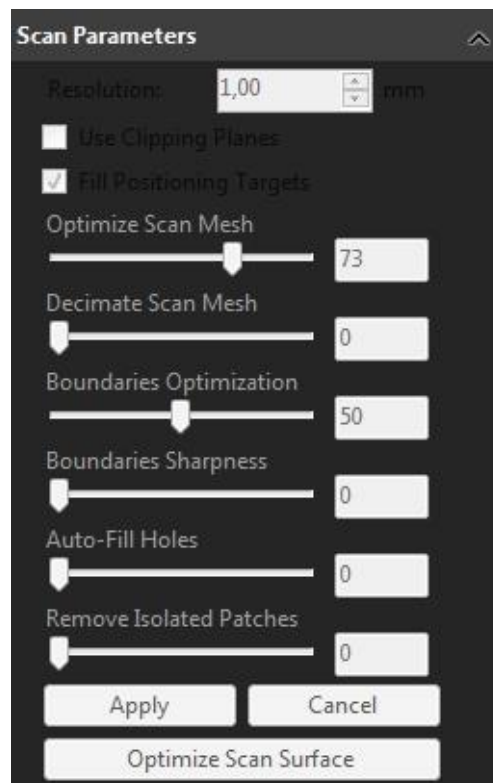 Scan Parameters
Resolution: 1,00 mm
Use Clipping Planes
Fill Positioning Targets
Optimize Scan Mesh
73
Decimate Scan Mesh
0
Boundaries Optimization
50
Boundaries Sharpness
0
Auto-Fill Holes
0
Remove Isolated Patches
0
Apply Cancel
Optimize Scan Surface